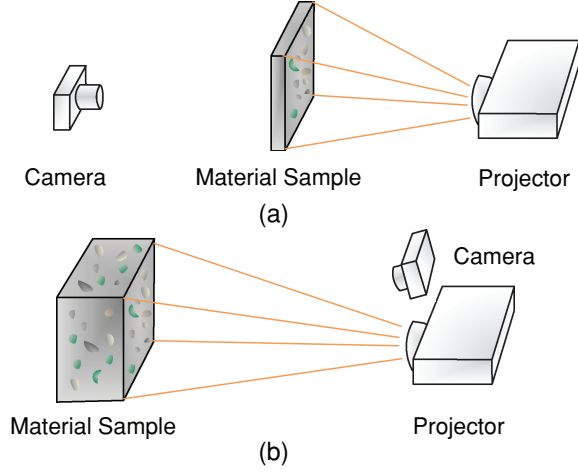 Camera
Material Sample
Projector
(a)
Camera
Material Sample
Projector
(b)